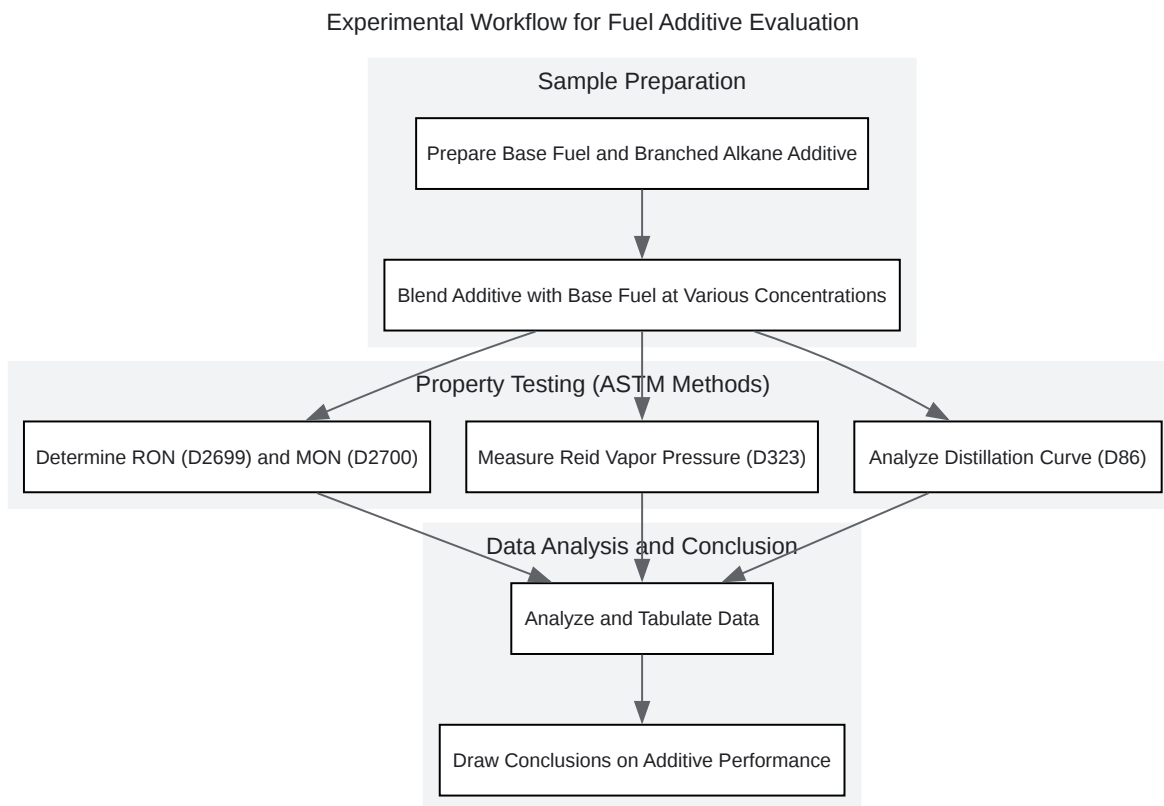 Experimental Workflow for Fuel Additive Evaluation
Sample Preparation
Prepare Base Fuel and Branched Alkane Additive
Blend Additive with Base Fuel at Various Concentrations
Property Testing (ASTM Methods)
Determine RON (D2699) and MON (D2700)
Measure Reid Vapor Pressure (D323)
Analyze Distillation Curve (D86)
Data Analysis and Conclusion
Analyze and Tabulate Data
Draw Conclusions on Additive Performance